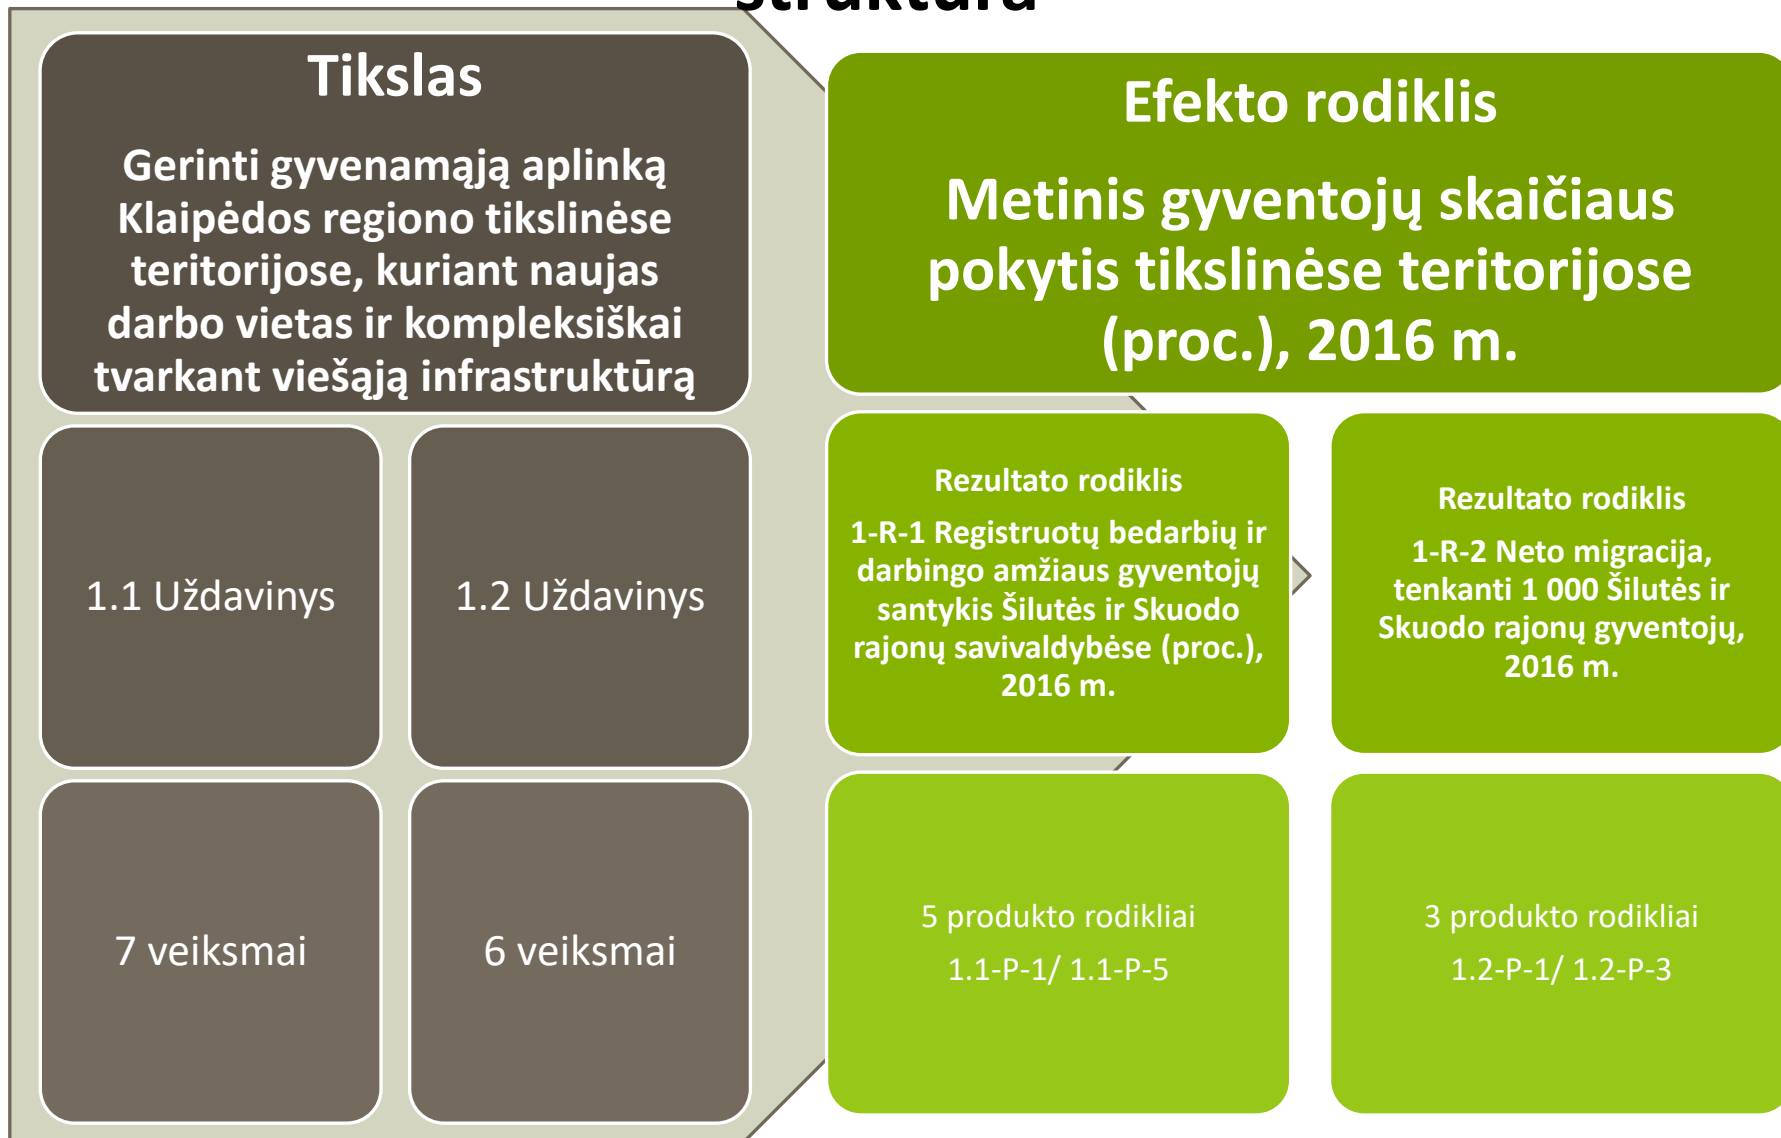 struktūra
Tikslas
Gerinti gyvenamąją aplinką
Klaipėdos regiono tikslinėse
teritorijose, kuriant naujas
darbo vietas ir kompleksiškai
tvarkant viešąją infrastruktūrą
Efekto rodiklis
Metinis gyventojų skaičiaus
pokytis tikslinėse teritorijose
(proc.), 2016 m.
1.1 Uždavinys
1.2 Uždavinys
Rezultato rodiklis
1-R-1 Registruotų bedarbių ir
darbingo amžiaus gyventojų
santykis Šilutės ir Skuodo
rajonų savivaldybėse (proc.),
2016 m.
Rezultato rodiklis
1-R-2 Neto migracija,
tenkanti 1 000 Šilutės ir
Skuodo rajonų gyventojų,
2016 m.
7 veiksmai
6 veiksmai
5 produkto rodikliai
1.1-P-1/ 1.1-P-5
3 produkto rodikliai
1.2-P-1/ 1.2-P-3